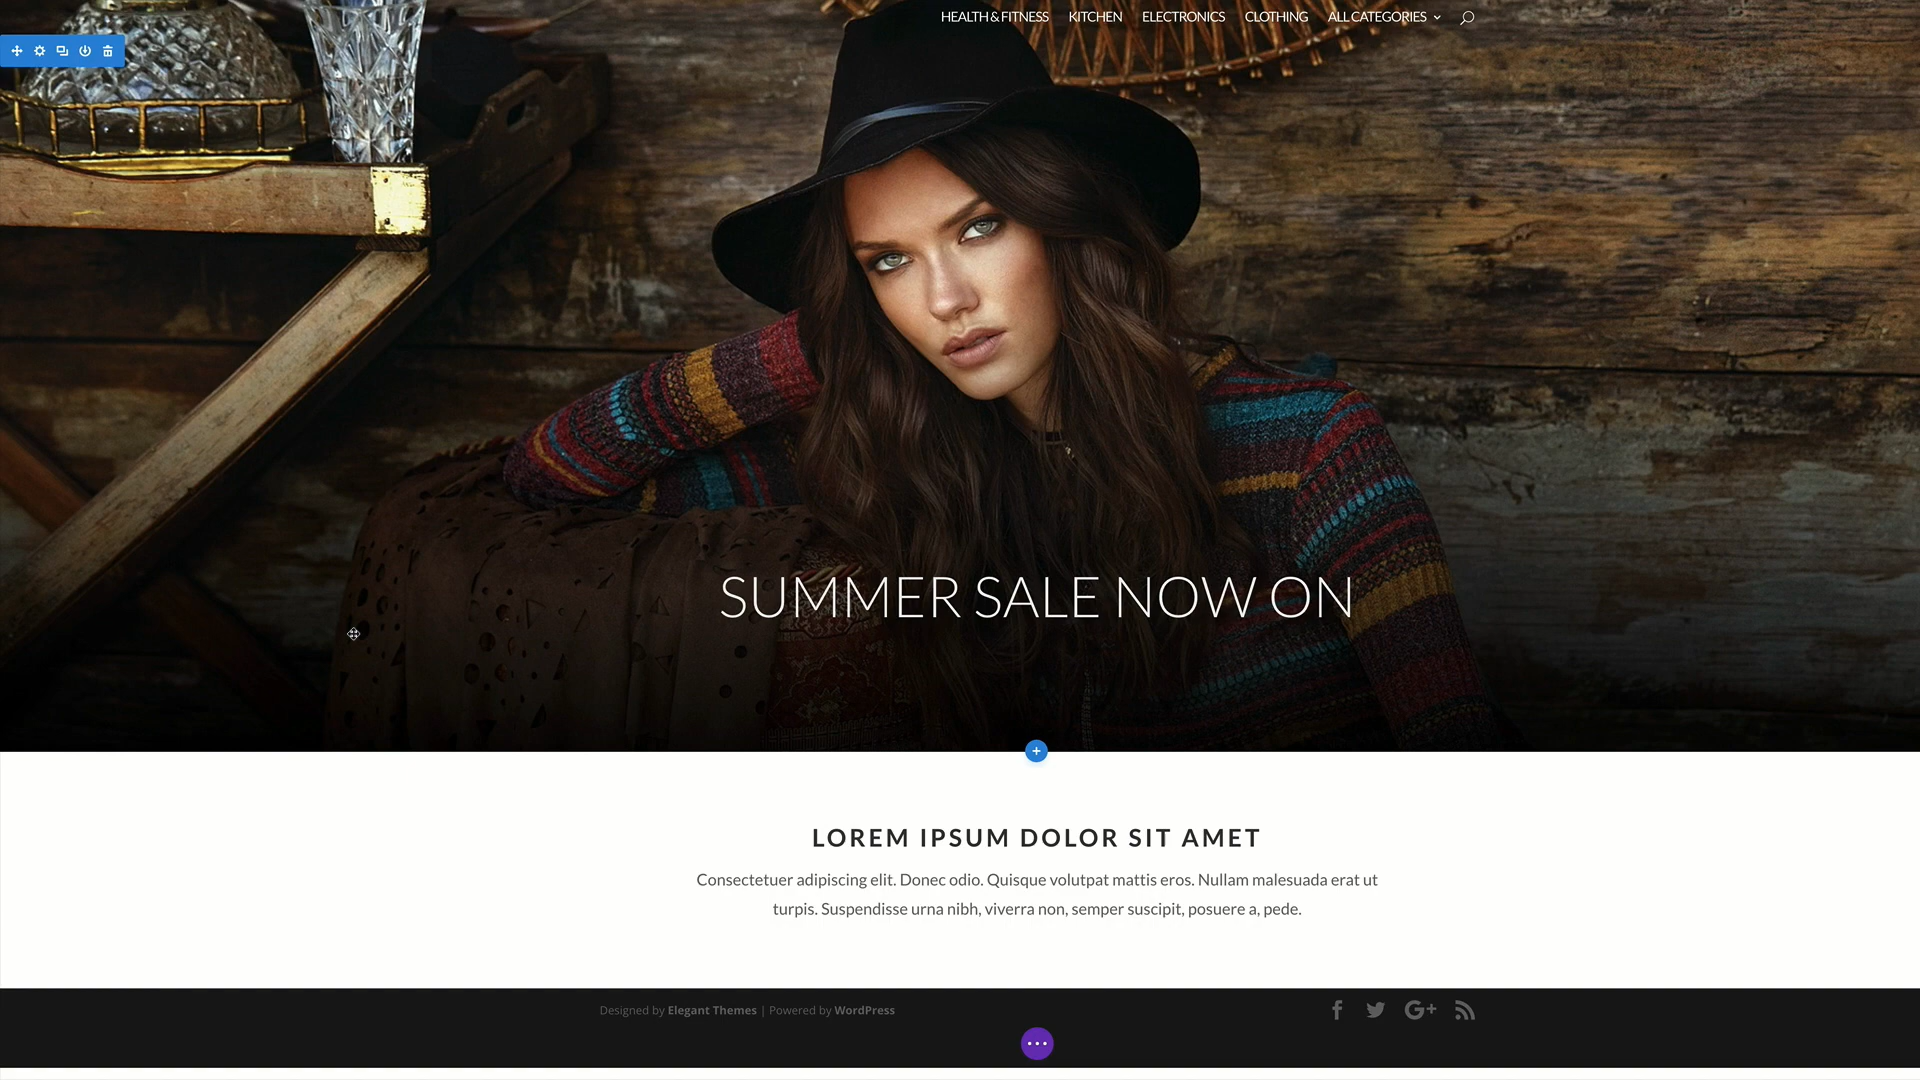 HEALTH & FITNESS KITCHEN ELECTRONICS CLOTHING ALL CATEGORIES
SUMMER SALE NOW ON
LOREM IPSUM DOLOR SIT AMET
Consectetuer adipiscing elit. Donec odio. Quisque volutpat mattis eros. Nullam malesuada erat ut
turpis. Suspendisse urna nibh, viverra non, semper suscipit, posuere a, pede.
Designed by Elegant Themes | Powered by WordPress